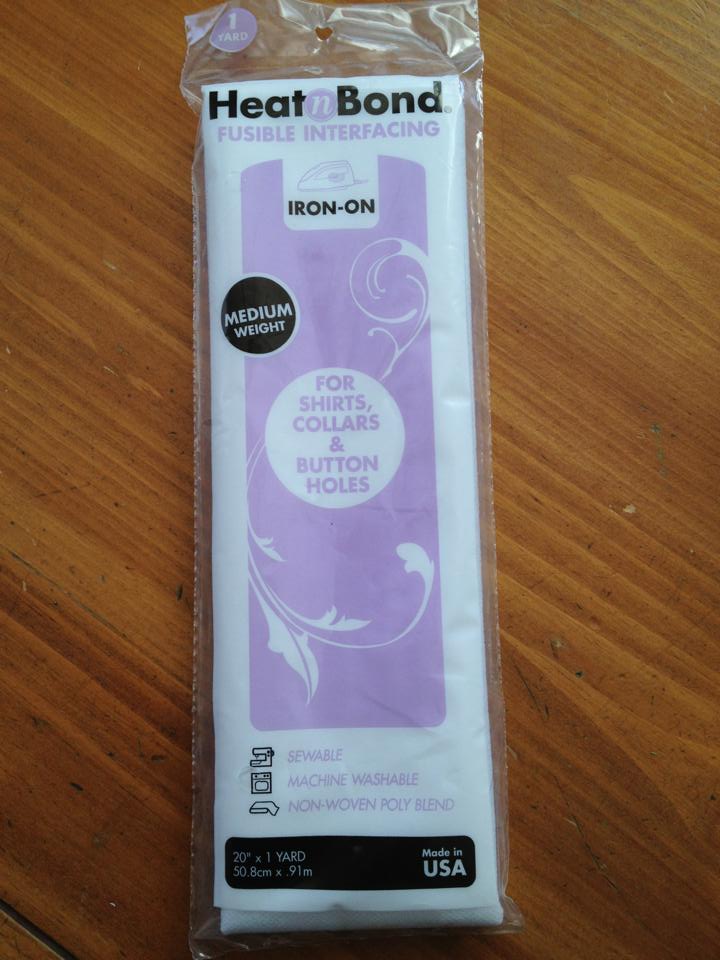 1
YARD
HeatnBond®
FUSIBLE INTERFACING
IRON-ON
MEDIUM
WEIGHT
FOR
SHIRTS,
COLLARS
&
BUTTON
HOLES
SEWABLE
MACHINE WASHABLE
NON-WOVEN POLY BLEND
20" x 1 YARD
50.8cm x .91m
Made in
USA